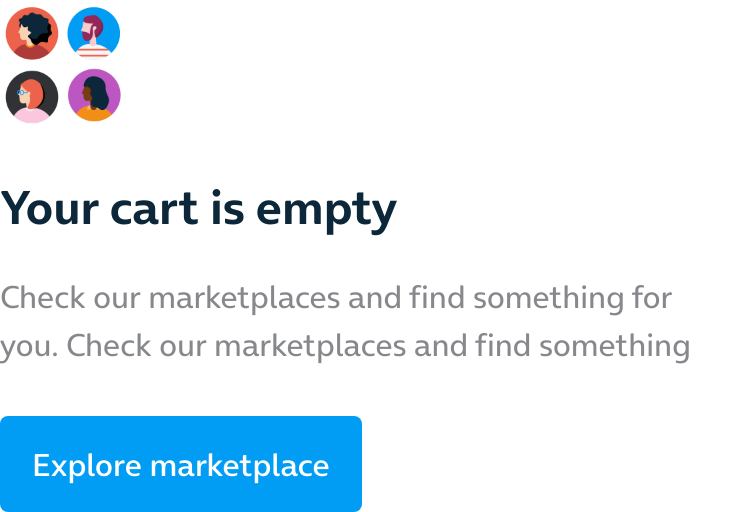 Your cart is empty
Check our marketplaces and find something for
you. Check our marketplaces and find something
Explore marketplace